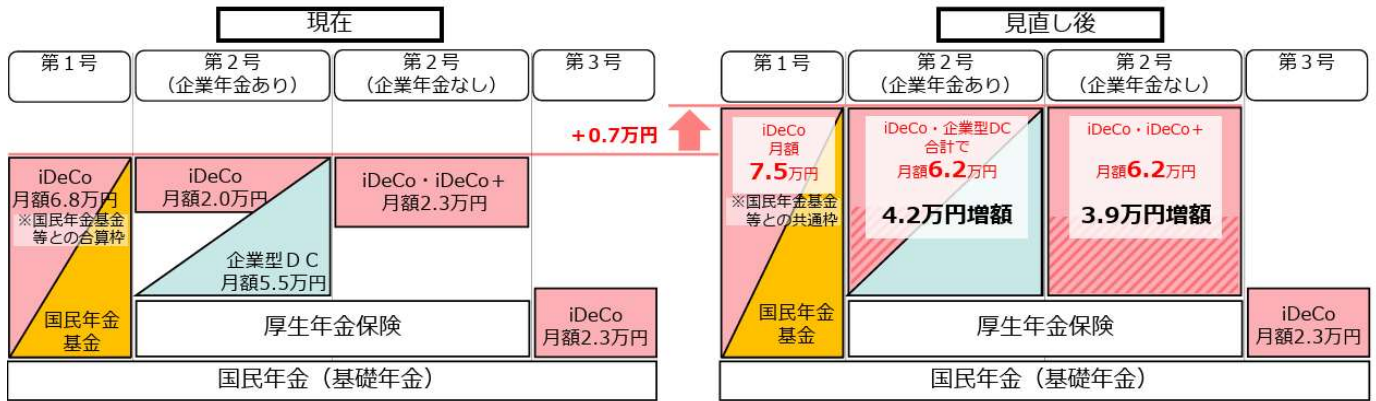 現在
第１号
第２号
（企業年金あり）
第２号
（企業年金なし）
第３号
iDeCo
月額6.8万円
※国民年金基金
等との合算枠
国民年金
基金
iDeCo
月額2.0万円
企業型ＤＣ
月額5.5万円
iDeCo・iDeCo＋
月額2.3万円
厚生年金保険
iDeCo
月額2.3万円
国民年金（基礎年金）
＋0.7万円
見直し後
第１号
第２号
（企業年金あり）
第２号
（企業年金なし）
第３号
iDeCo
月額
7.5万円
※国民年金基金
等との共通枠
国民年金
基金
iDeCo・企業型DC
合計で
月額6.2万円
4.2万円増額
iDeCo・iDeCo＋
月額6.2万円
3.9万円増額
厚生年金保険
iDeCo
月額2.3万円
国民年金（基礎年金）